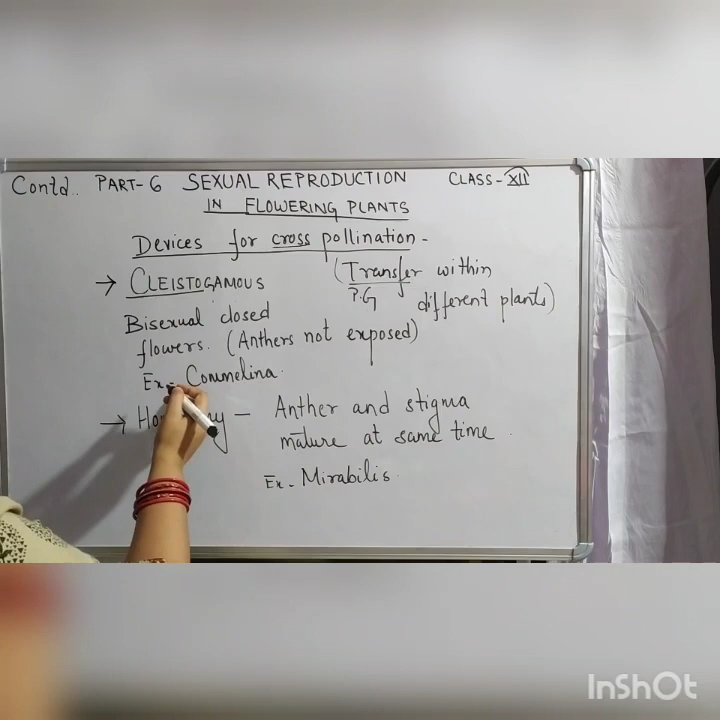 Contd.. PART-6 SEXUAL REPRODUCTION CLASS-XII
IN FLOWERING PLANTS
Devices for cross pollination -
→ CLEISTOGAMOUS (Transfer within
P.G different plants)
Bisexual closed
flowers. (Anthers not exposed)
Ex- Commelina.
→ - Anther and stigma
mature at same time.
Ex- Mirabilis.
InShOt